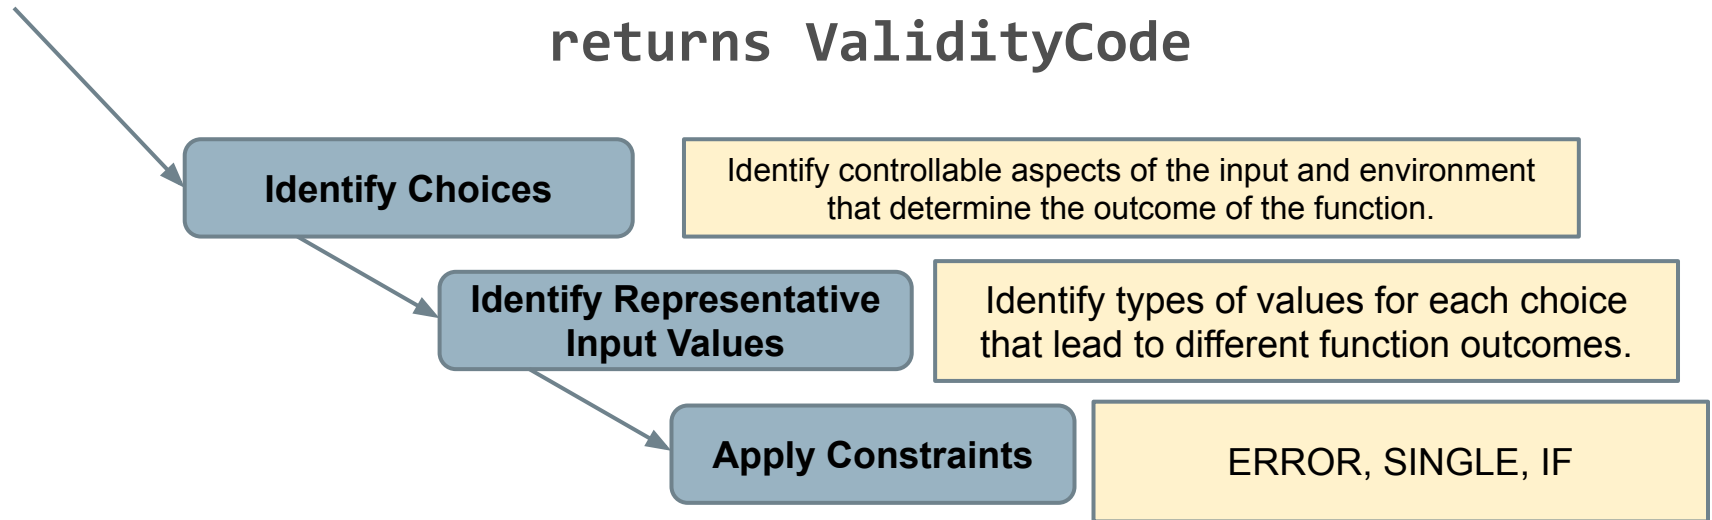 returns ValidityCode
Identify Choices
Identify controllable aspects of the input and environment
that determine the outcome of the function.
Identify Representative
Input Values
Identify types of values for each choice
that lead to different function outcomes.
Apply Constraints
ERROR, SINGLE, IF